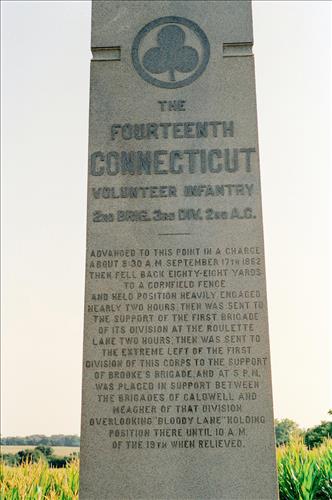 THE
FOURTEENTH
CONNECTICUT
VOLUNTEER INFANTRY
2ND BRIG. 3RD DIV. 2ND A.C.
ADVANCED TO THIS POINT IN A CHARGE
ABOUT 9:30 A.M. SEPTEMBER 17TH 1862
THEN FELL BACK EIGHTY-EIGHT YARDS
TO A CORNFIELD FENCE
AND HELD POSITION HEAVILY ENGAGED
NEARLY TWO HOURS; THEN WAS SENT TO
THE SUPPORT OF THE FIRST BRIGADE
OF ITS DIVISION AT THE ROULETTE
LANE TWO HOURS; THEN WAS SENT TO
THE EXTREME LEFT OF THE FIRST
DIVISION OF THIS CORPS TO THE SUPPORT
OF BROOKE'S BRIGADE, AND AT 5 P.M.
WAS PLACED IN SUPPORT BETWEEN
THE BRIGADES OF CALDWELL AND
MEAGHER OF THAT DIVISION
OVERLOOKING "BLOODY LANE" HOLDING
POSITION THERE UNTIL 10 A.M.
OF THE 19TH WHEN RELIEVED.